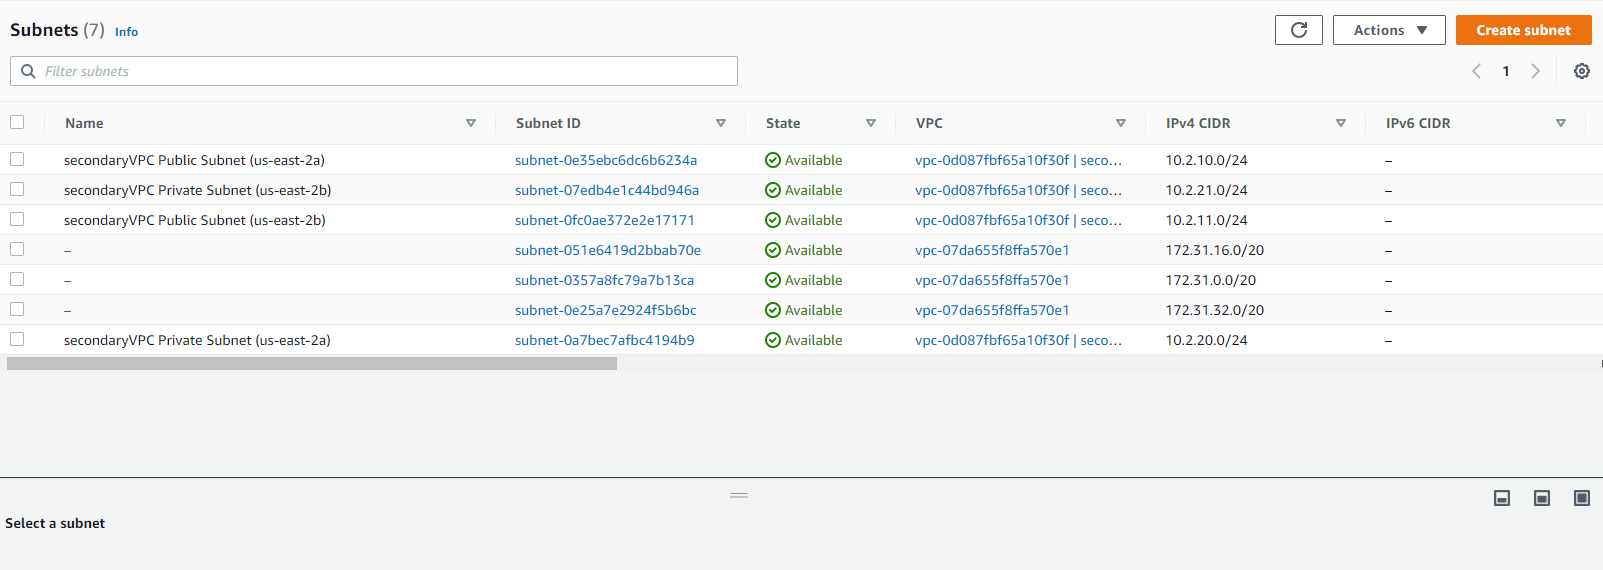 Subnets (7) Info
Actions
Create subnet
Filter subnets
1
Name Subnet ID State VPC IPv4 CIDR IPv6 CIDR
secondaryVPC Public Subnet (us-east-2a) subnet-0e35ebc6dc6b6234a Available vpc-0d087fbf65a10f30f | seco... 10.2.10.0/24 –
secondaryVPC Private Subnet (us-east-2b) subnet-07edb4e1c44bd946a Available vpc-0d087fbf65a10f30f | seco... 10.2.21.0/24 –
secondaryVPC Public Subnet (us-east-2b) subnet-0fc0ae372e2e17171 Available vpc-0d087fbf65a10f30f | seco... 10.2.11.0/24 –
– subnet-051e6419d2bbab70e Available vpc-07da655f8ffa570e1 172.31.16.0/20 –
– subnet-0357a8fc79a7b13ca Available vpc-07da655f8ffa570e1 172.31.0.0/20 –
– subnet-0e25a7e2924f5b6bc Available vpc-07da655f8ffa570e1 172.31.32.0/20 –
secondaryVPC Private Subnet (us-east-2a) subnet-0a7bec7afbc4194b9 Available vpc-0d087fbf65a10f30f | seco... 10.2.20.0/24 –
Select a subnet